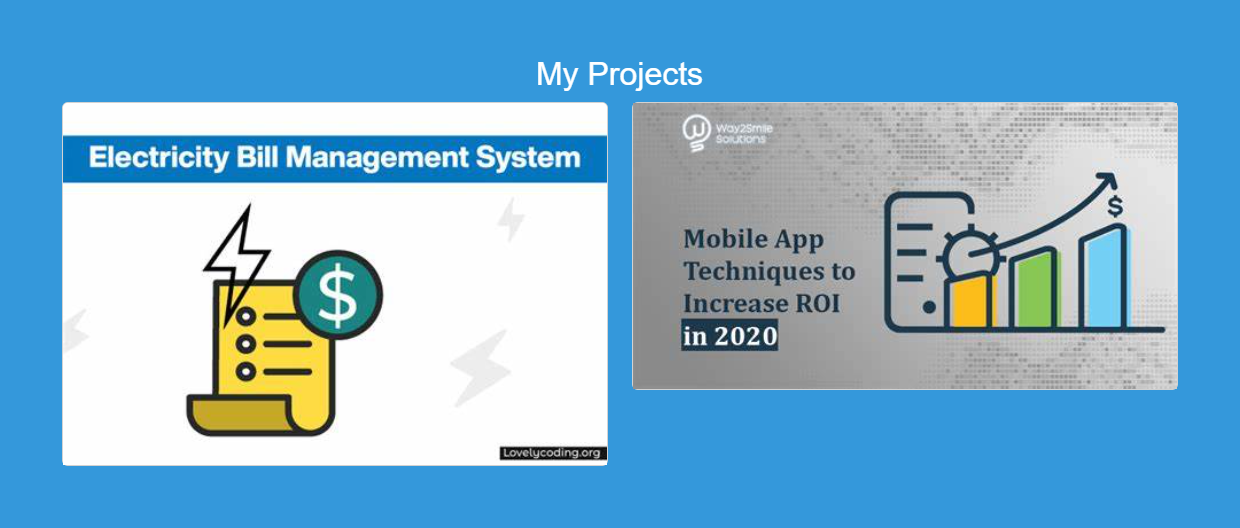 My Projects
Electricity Bill Management System
$
Lovelycoding.org
Way2Smile
Solutions
$
Mobile App
Techniques to
Increase ROI
in 2020